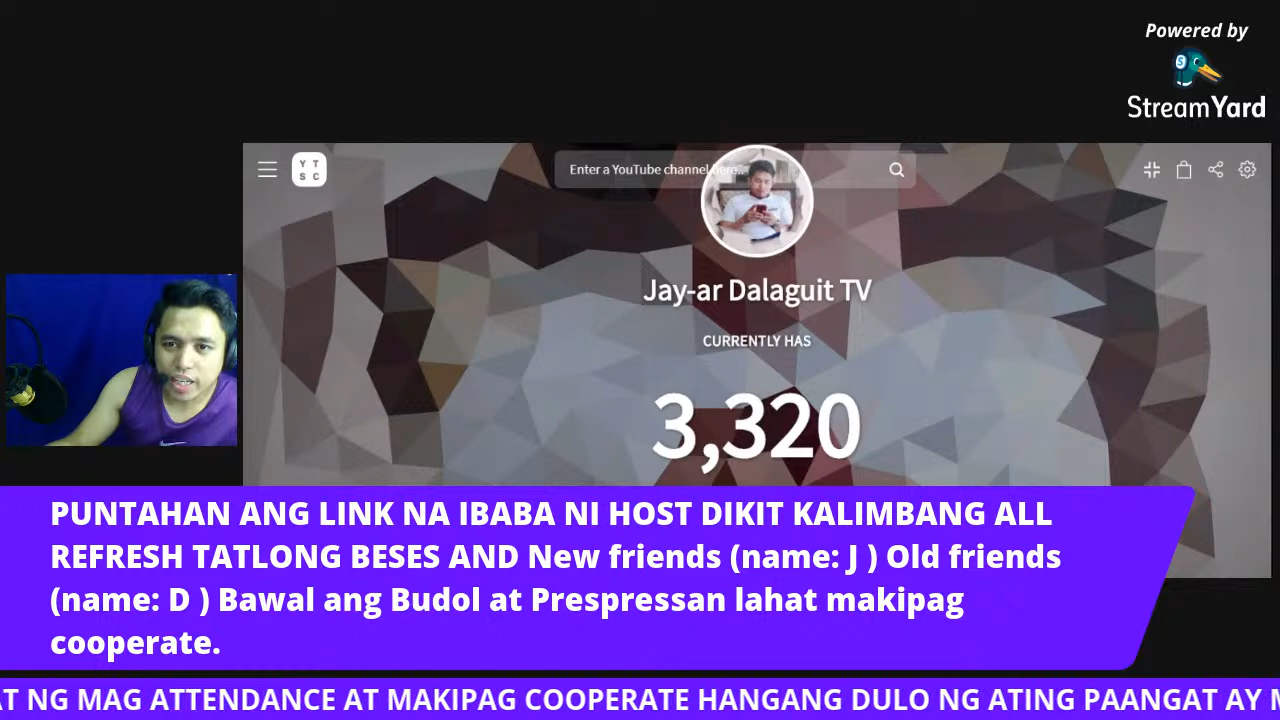 Powered by
StreamYard
Y T
S C
Enter a YouTube channel here...
Jay-ar Dalaguit TV
CURRENTLY HAS
3,320
PUNTAHAN ANG LINK NA IBABA NI HOST DIKIT KALIMBANG ALL
REFRESH TATLONG BESES AND New friends (name: J ) Old friends
(name: D ) Bawal ang Budol at Prespressan lahat makipag
cooperate.
AT NG MAG ATTENDANCE AT MAKIPAG COOPERATE HANGANG DULO NG ATING PAANGAT AY